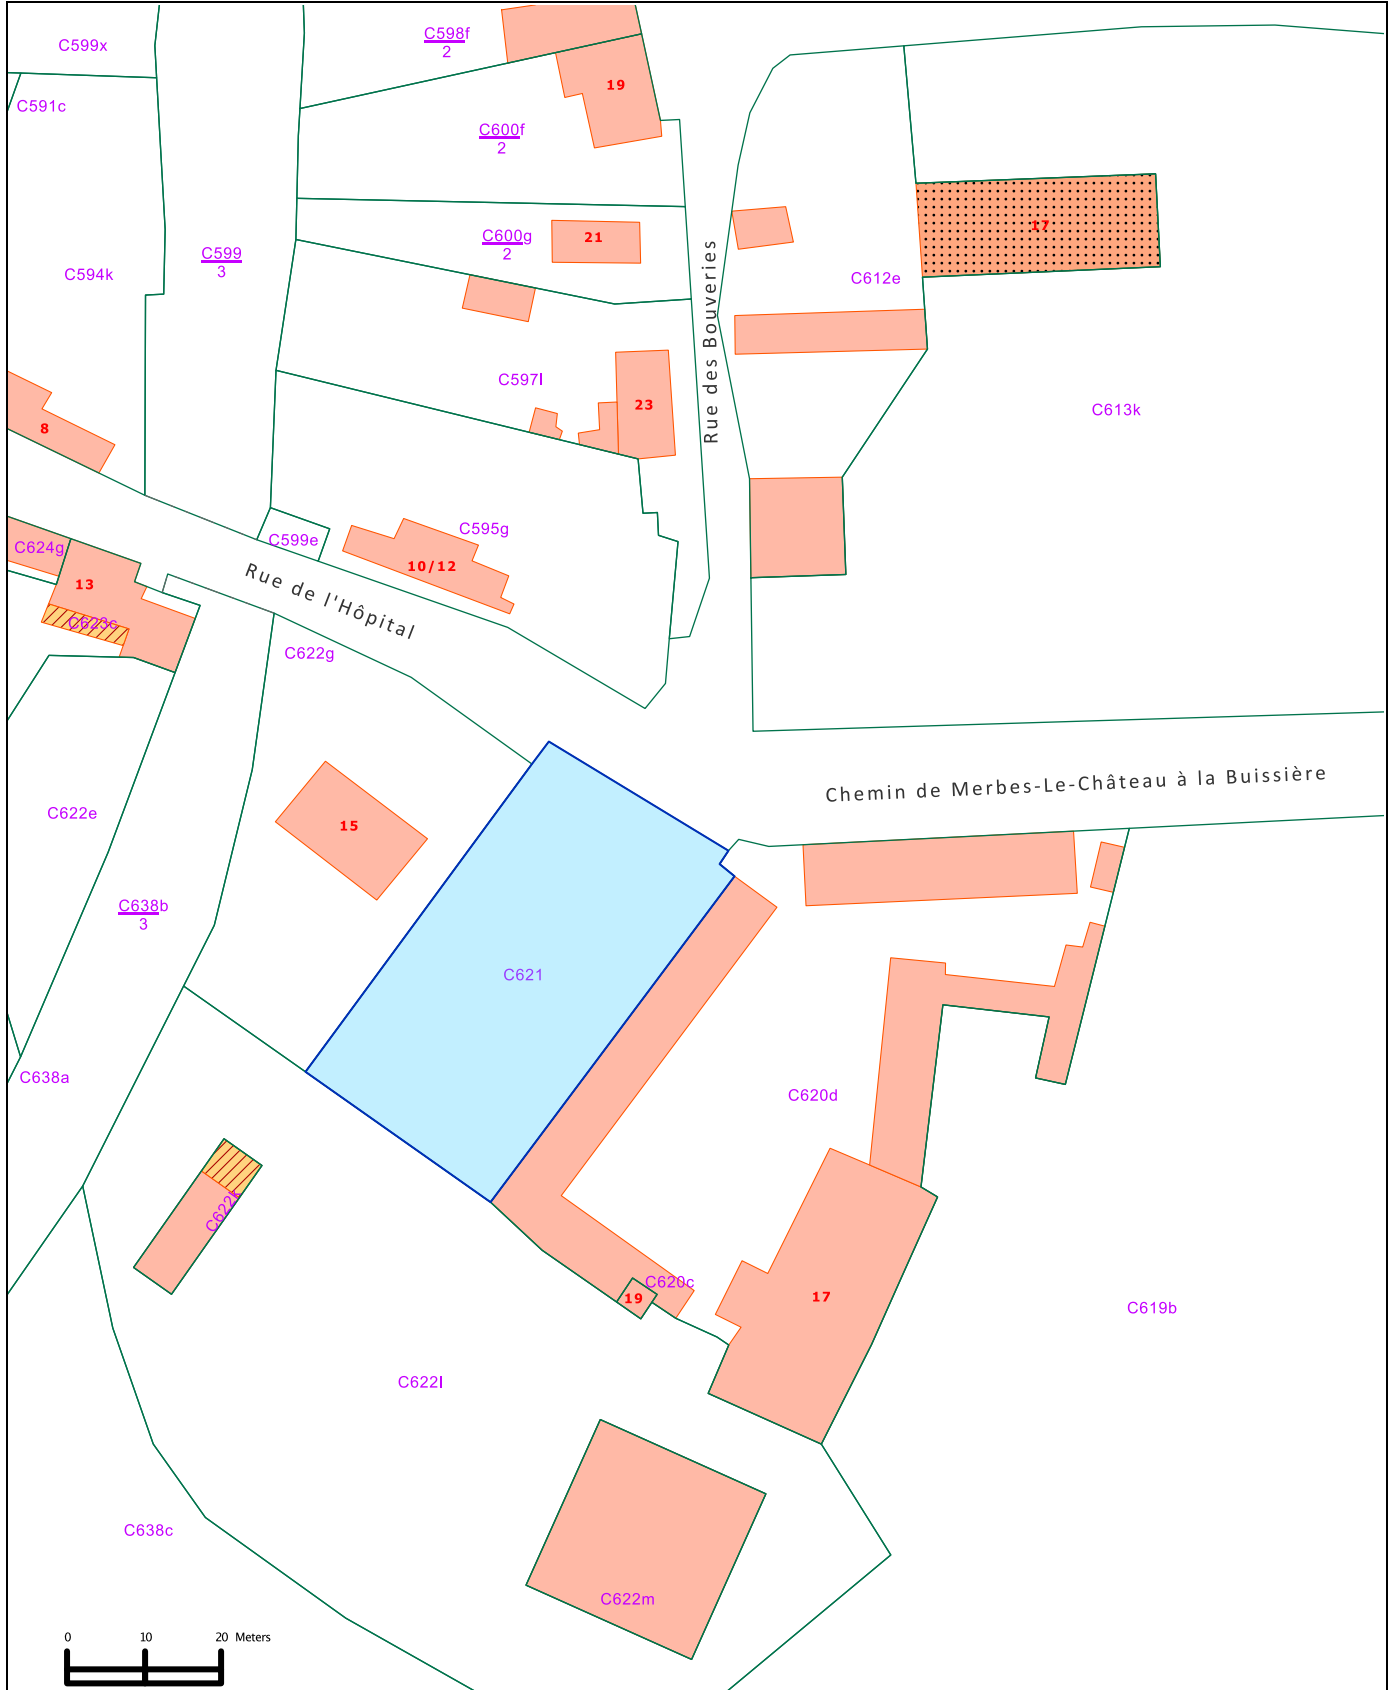 C599x
C598f
2
19
C591c
C600f
2
17
C600g
2
21
C599
3
C594k
C612e
Rue des Bouveries
C597l
23
C613k
8
C595g
C599e
C624g
10/12
13
Rue de l'Hôpital
C623c
C622g
Chemin de Merbes-Le-Château à la Buissière
C622e
15
C638b
3
C621
C638a
C620d
C622k
C620c
19
17
C619b
C622l
C638c
C622m
0 10 20 Meters